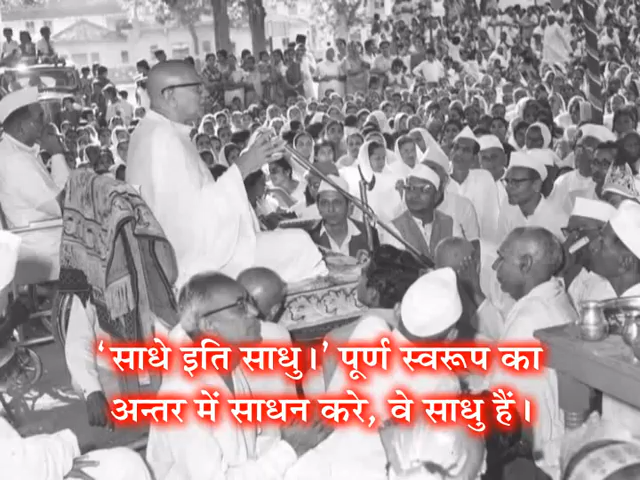 ‘साधे इति साधु।’ पूर्ण स्वरूप का
अन्तर में साधन करे, वे साधु हैं।